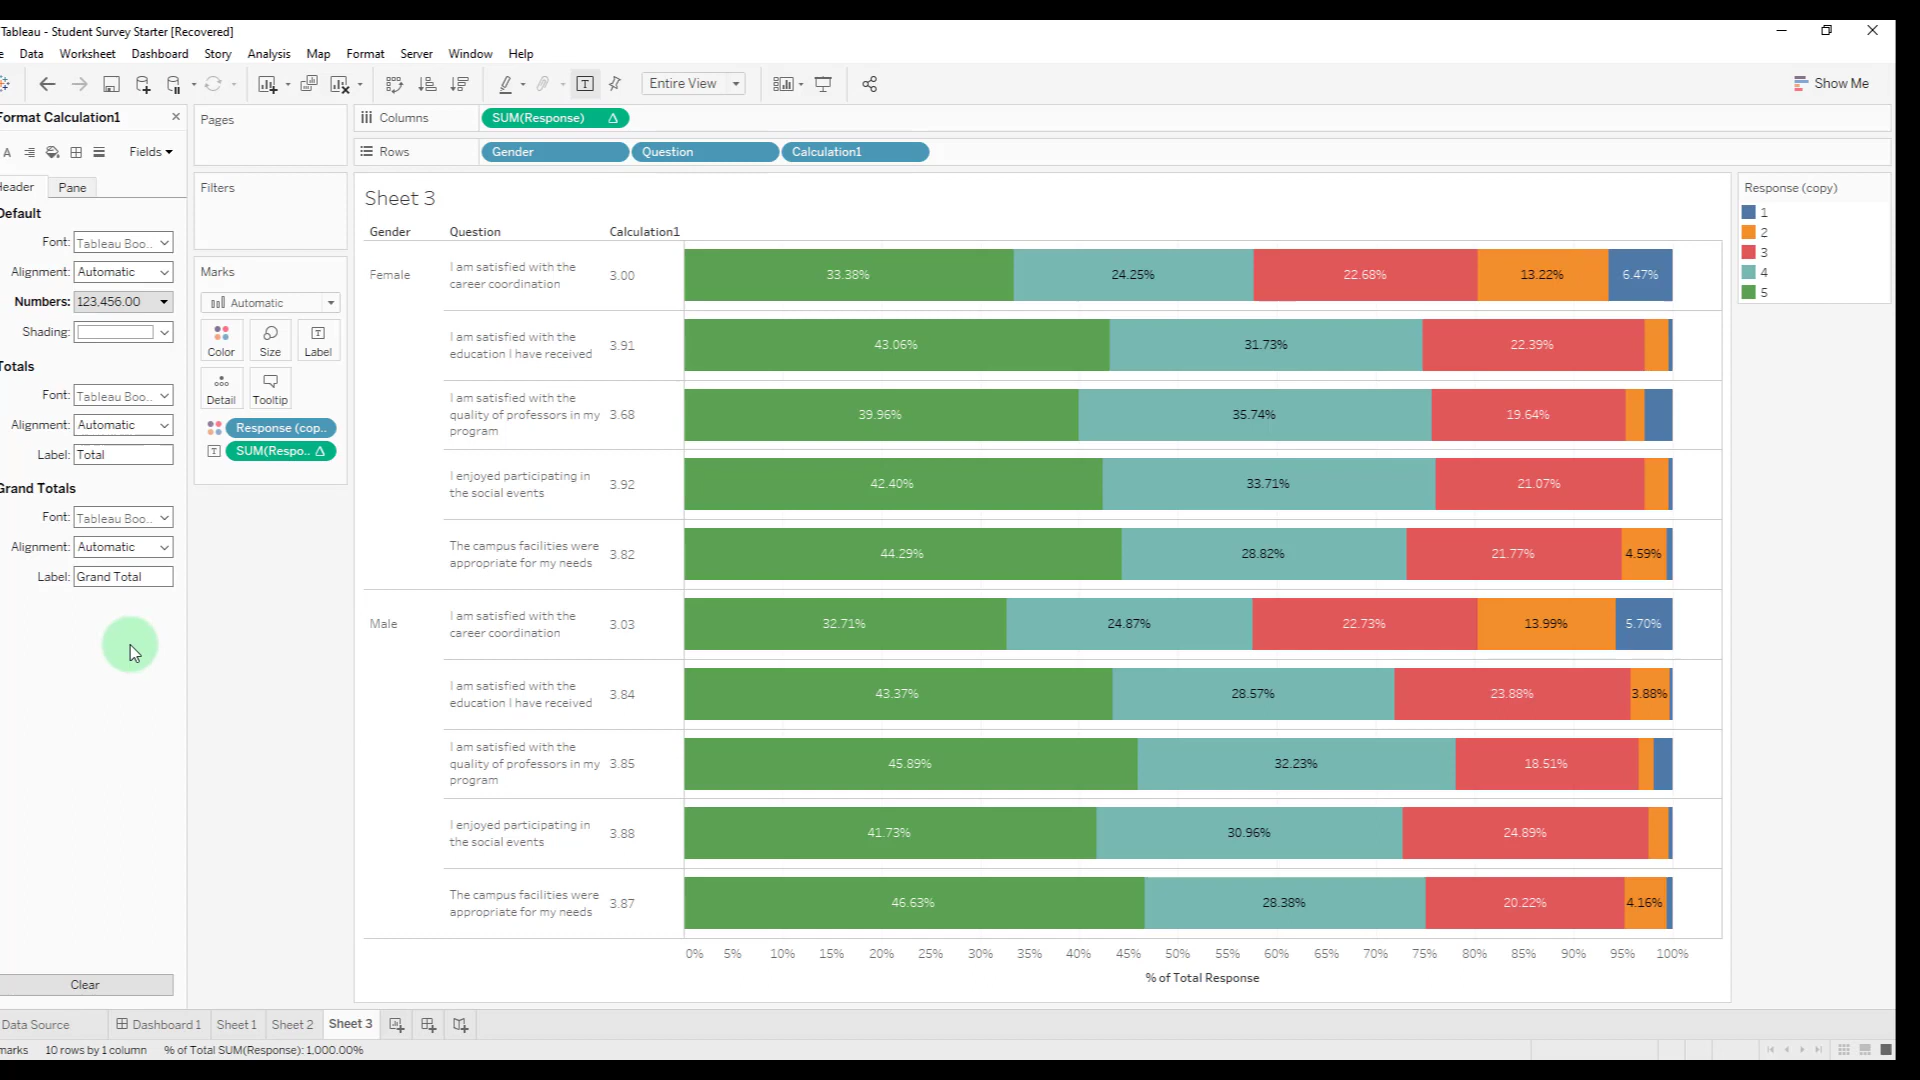 Tableau - Student Survey Starter [Recovered]
Data Worksheet Dashboard Story Analysis Map Format Server Window Help
Entire View
Show Me
Format Calculation1
Fields
Header Pane
Default
Font: Tableau Boo..
Alignment: Automatic
Numbers: 123,456.00
Shading:
Totals
Font: Tableau Boo..
Alignment: Automatic
Label: Total
Grand Totals
Font: Tableau Boo..
Alignment: Automatic
Label: Grand Total
Clear
Pages
Filters
Marks
Automatic
Color Size Label
Detail Tooltip
Response (cop..
SUM(Respo.. Δ
Columns SUM(Response) Δ
Rows Gender Question Calculation1
Sheet 3
Gender Question Calculation1
Female
I am satisfied with the
career coordination
3.00 33.38% 24.25% 22.68% 13.22% 6.47%
I am satisfied with the
education I have received
3.91 43.06% 31.73% 22.39%
I am satisfied with the
quality of professors in my
program
3.68 39.96% 35.74% 19.64%
I enjoyed participating in
the social events
3.92 42.40% 33.71% 21.07%
The campus facilities were
appropriate for my needs
3.82 44.29% 28.82% 21.77% 4.59%
Male
I am satisfied with the
career coordination
3.03 32.71% 24.87% 22.73% 13.99% 5.70%
I am satisfied with the
education I have received
3.84 43.37% 28.57% 23.88% 3.88%
I am satisfied with the
quality of professors in my
program
3.85 45.89% 32.23% 18.51%
I enjoyed participating in
the social events
3.88 41.73% 30.96% 24.89%
The campus facilities were
appropriate for my needs
3.87 46.63% 28.38% 20.22% 4.16%
0% 5% 10% 15% 20% 25% 30% 35% 40% 45% 50% 55% 60% 65% 70% 75% 80% 85% 90% 95% 100%
% of Total Response
Response (copy)
1
2
3
4
5
Data Source Dashboard 1 Sheet 1 Sheet 2 Sheet 3
marks 10 rows by 1 column % of Total SUM(Response): 1,000.00%